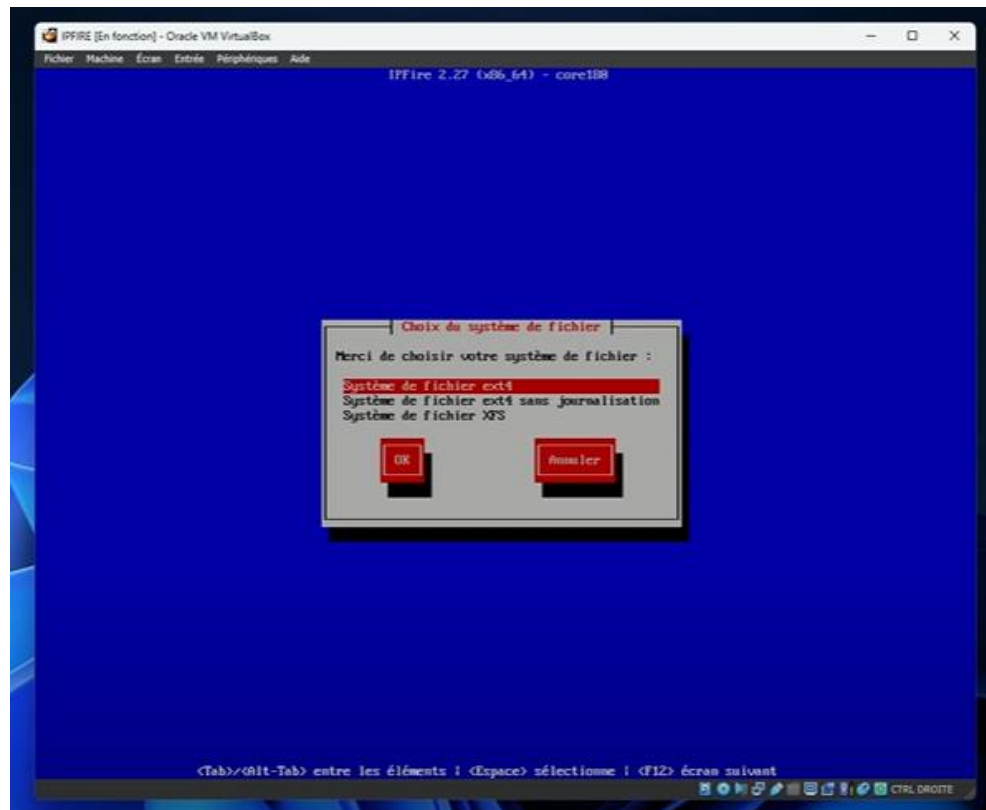 IPFIRE [En fonction] - Oracle VM VirtualBox
Fichier Machine Écran Entrée Périphériques Aide
IPFire 2.27 (x86_64) - core180
Choix du système de fichier
Merci de choisir votre système de fichier :
Système de fichier ext4
Système de fichier ext4 sans journalisation
Système de fichier XFS
OK Annuler
<Tab>/<Alt-Tab> entre les éléments | <Espace> sélectionne | <F12> écran suivant
CTRL DROITE